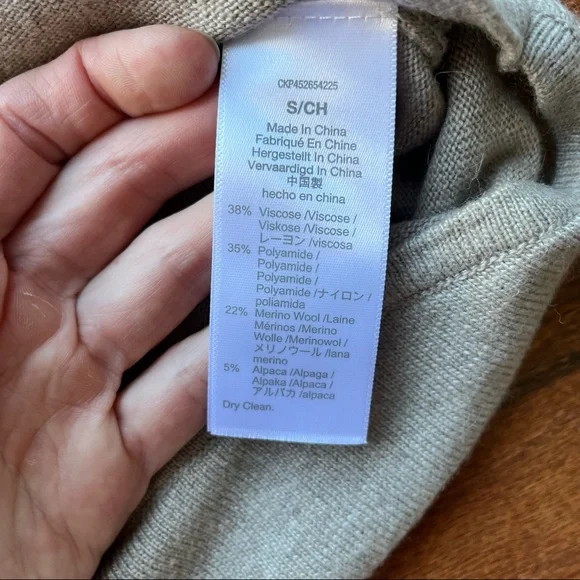 CKP452654225
S/CH
Made In China
Fabriqué En Chine
Hergestellt In China
Vervaardigd In China
中国製
hecho en china
38% Viscose /Viscose /
Viskose /Viscose /
レーヨン /viscosa
35% Polyamide /
Polyamide /
Polyamide /
Polyamide /ナイロン /
poliamida
22% Merino Wool /Laine
Mérinos /Merino
Wolle /Merinowol /
メリノウール /lana
merino
5% Alpaca /Alpaga /
Alpaka /Alpaca /
アルパカ /alpaca
Dry Clean.